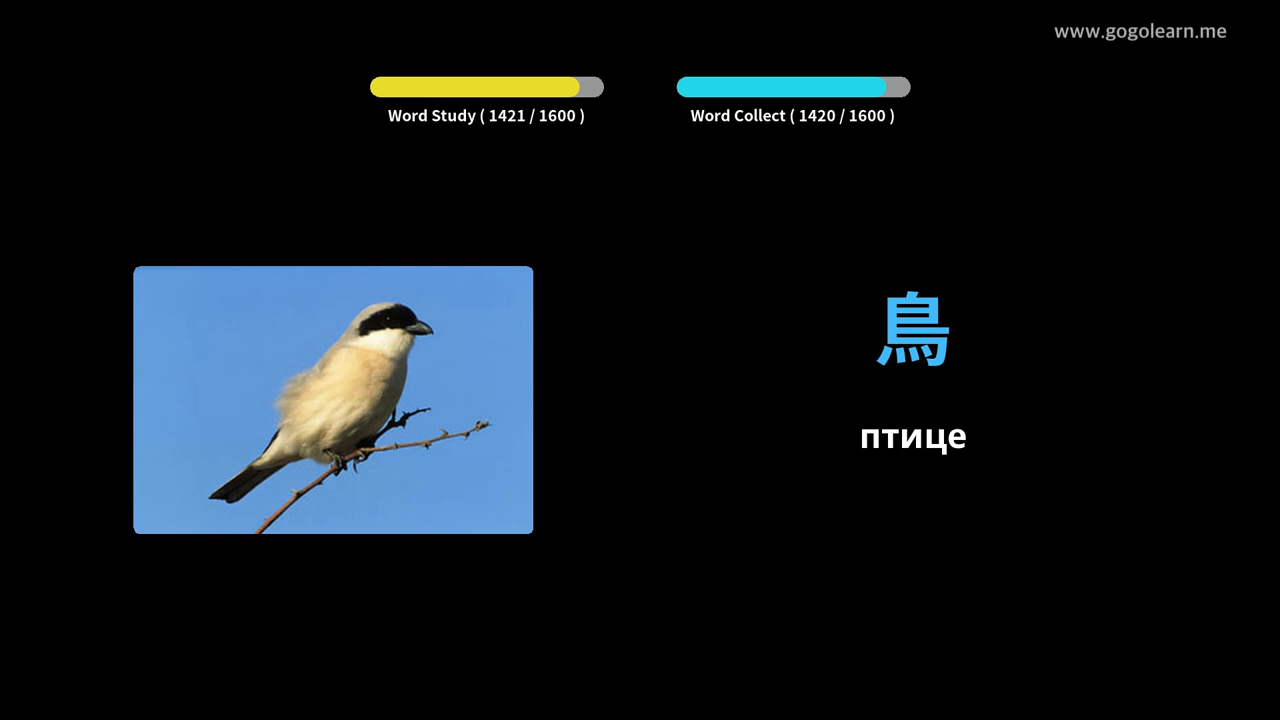 www.gogolearn.me
Word Study ( 1421 / 1600 )
Word Collect ( 1420 / 1600 )
鳥
птице